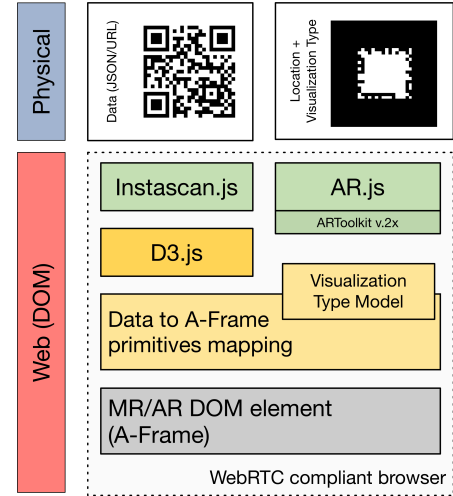 Physical
Data (JSON/URL)
Location +
Visualization Type
Web (DOM)
Instascan.js
AR.js
ARToolkit v.2x
D3.js
Visualization
Type Model
Data to A-Frame
primitives mapping
MR/AR DOM element
(A-Frame)
WebRTC compliant browser